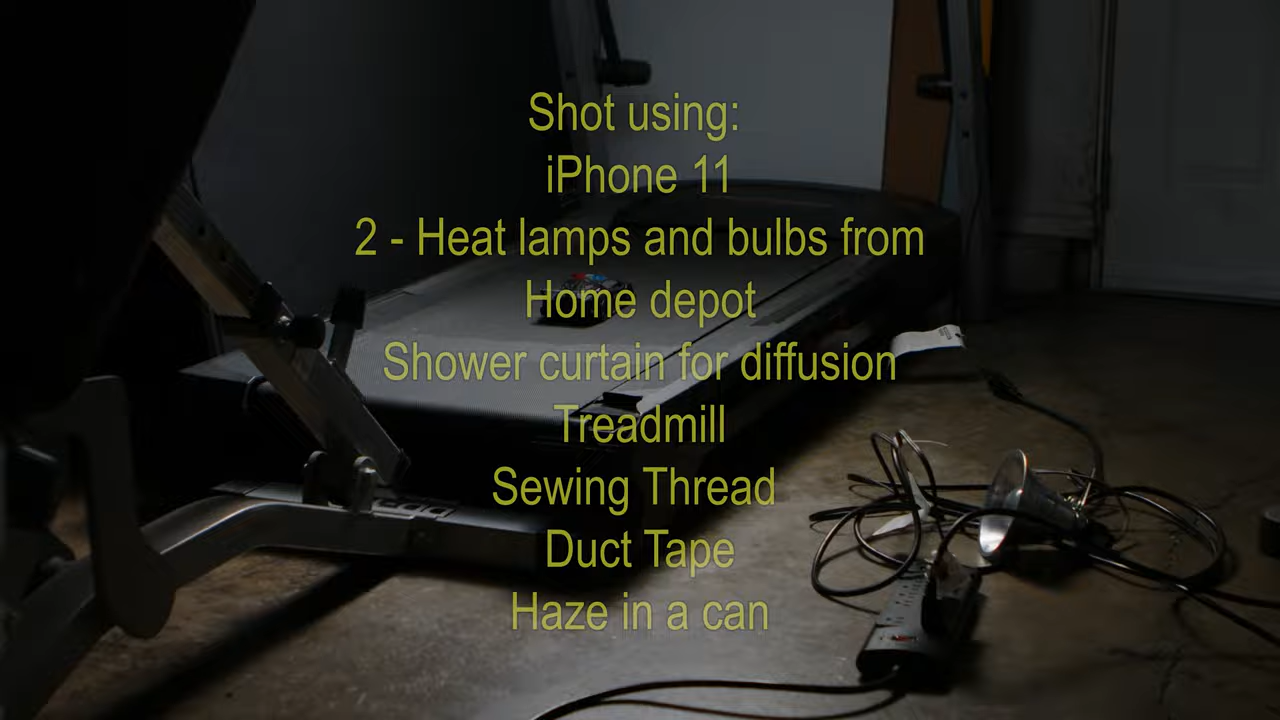 Shot using:
iPhone 11
2 - Heat lamps and bulbs from
Home depot
Shower curtain for diffusion
Treadmill
Sewing Thread
Duct Tape
Haze in a can